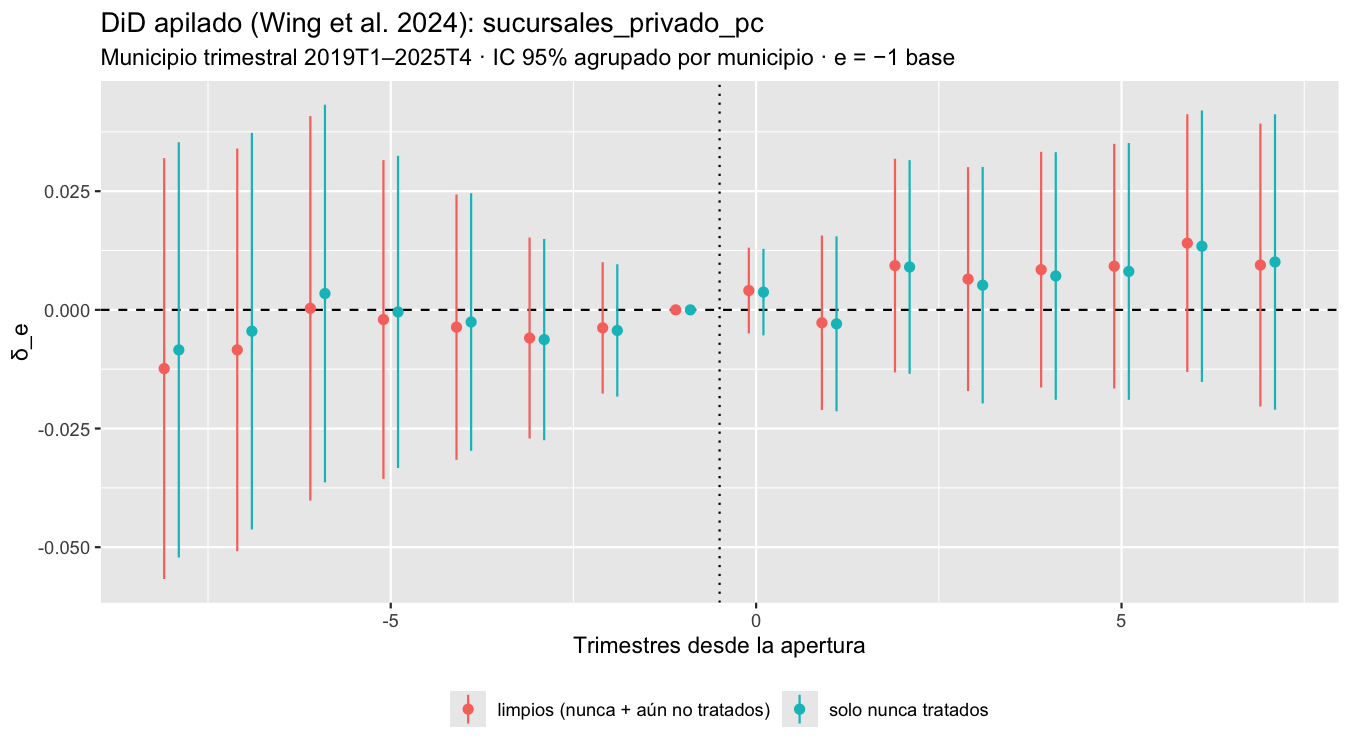 DiD apilado (Wing et al. 2024): sucursales_privado_pc
Municipio trimestral 2019T1–2025T4 · IC 95% agrupado por municipio · e = −1 base
δ_e
0.025
0.000
-0.025
-0.050
-5
0
5
Trimestres desde la apertura
limpios (nunca + aún no tratados)
solo nunca tratados